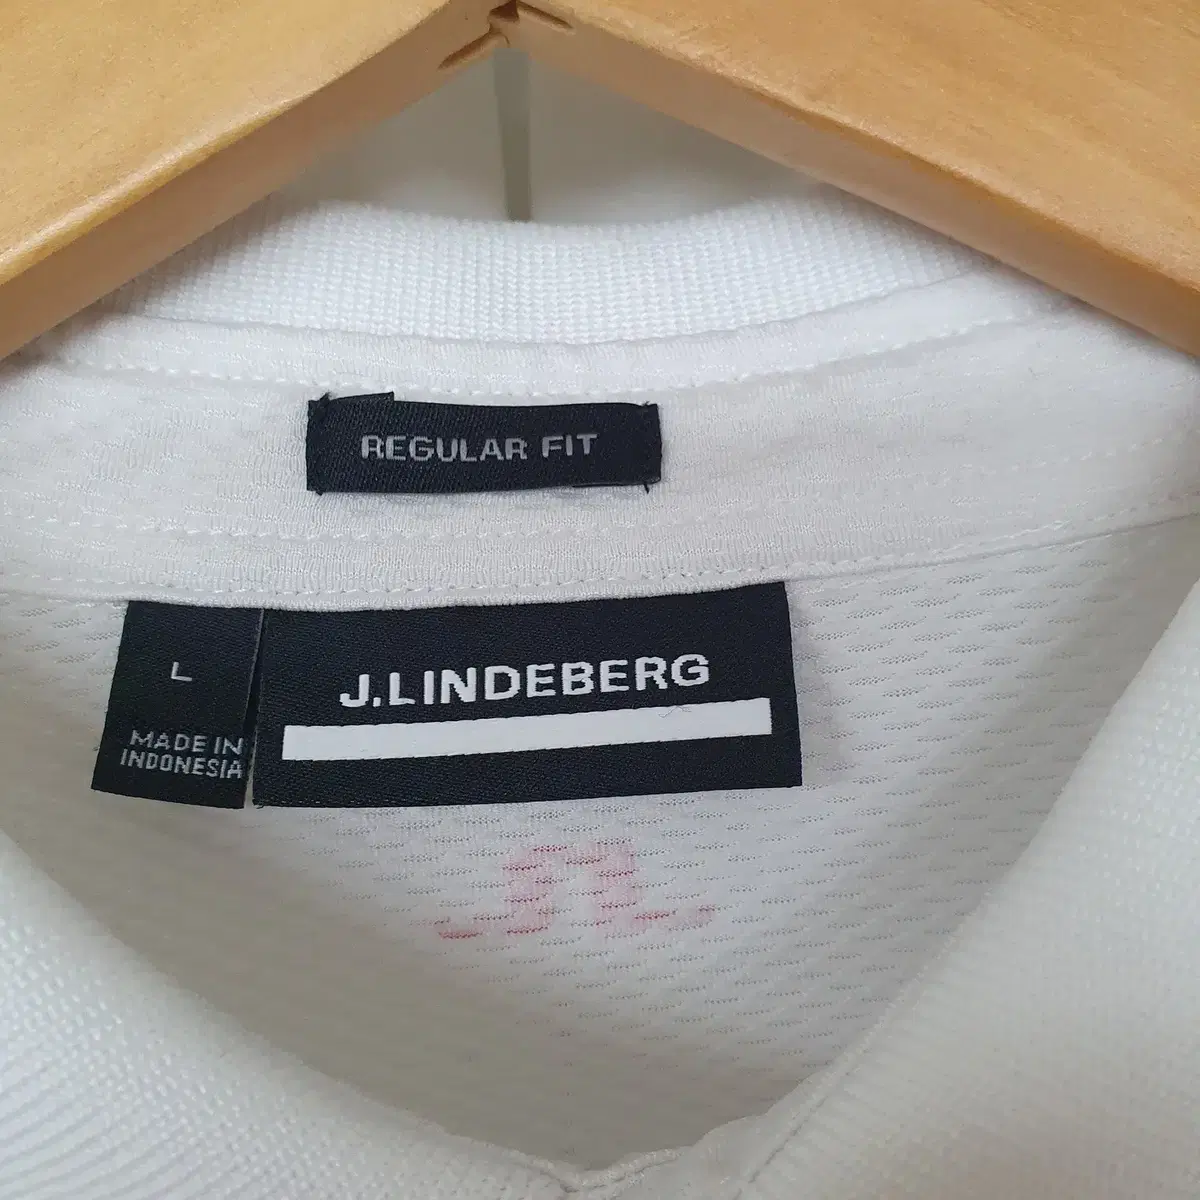 REGULAR FIT
L
MADE IN
INDONESIA
J.LINDEBERG